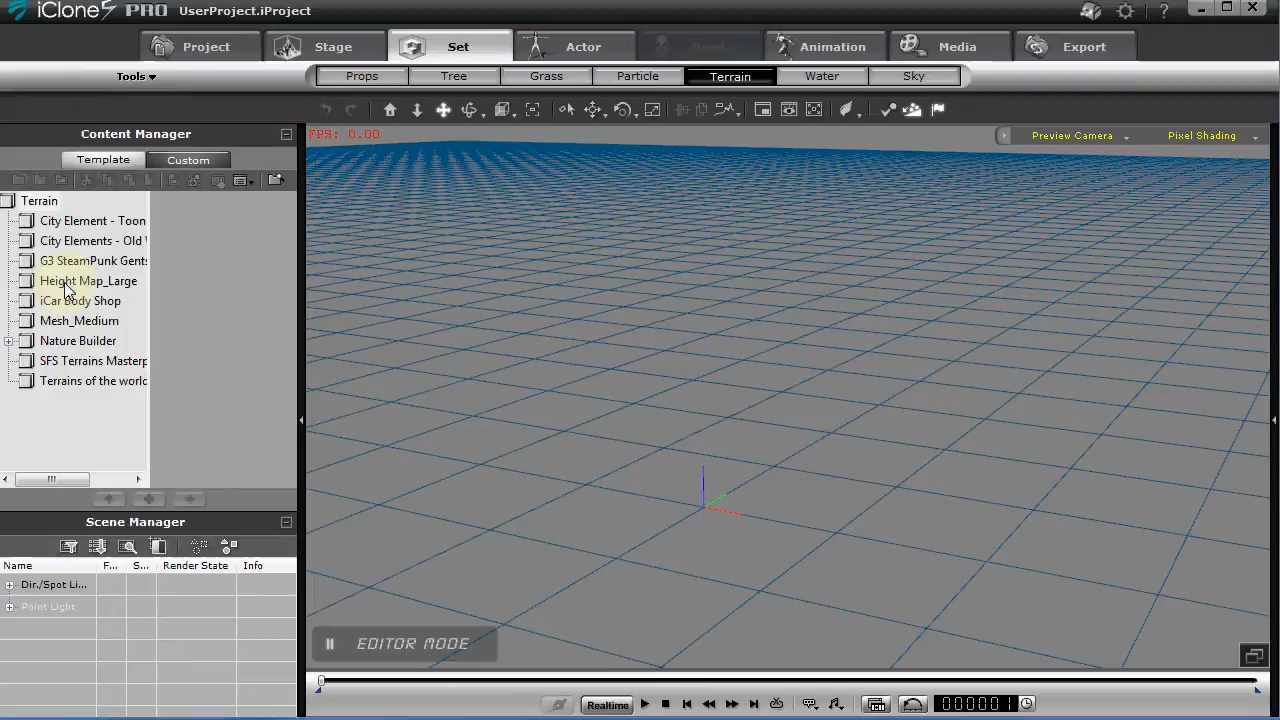 iClone5 PRO UserProject.iProject
Project Stage Set Actor Animation Media Export
Tools Props Tree Grass Particle Terrain Water Sky
Content Manager
Template Custom
Terrain
City Element - Toon
City Elements - Old
G3 SteamPunk Gents
Height Map_Large
iCar Body Shop
Mesh_Medium
Nature Builder
SFS Terrains Masterp
Terrains of the world
FPS: 0.00 Preview Camera Pixel Shading
Scene Manager
Name F... S... Render State Info
Dir./Spot Li...
Point Light
EDITOR MODE
Realtime 000001